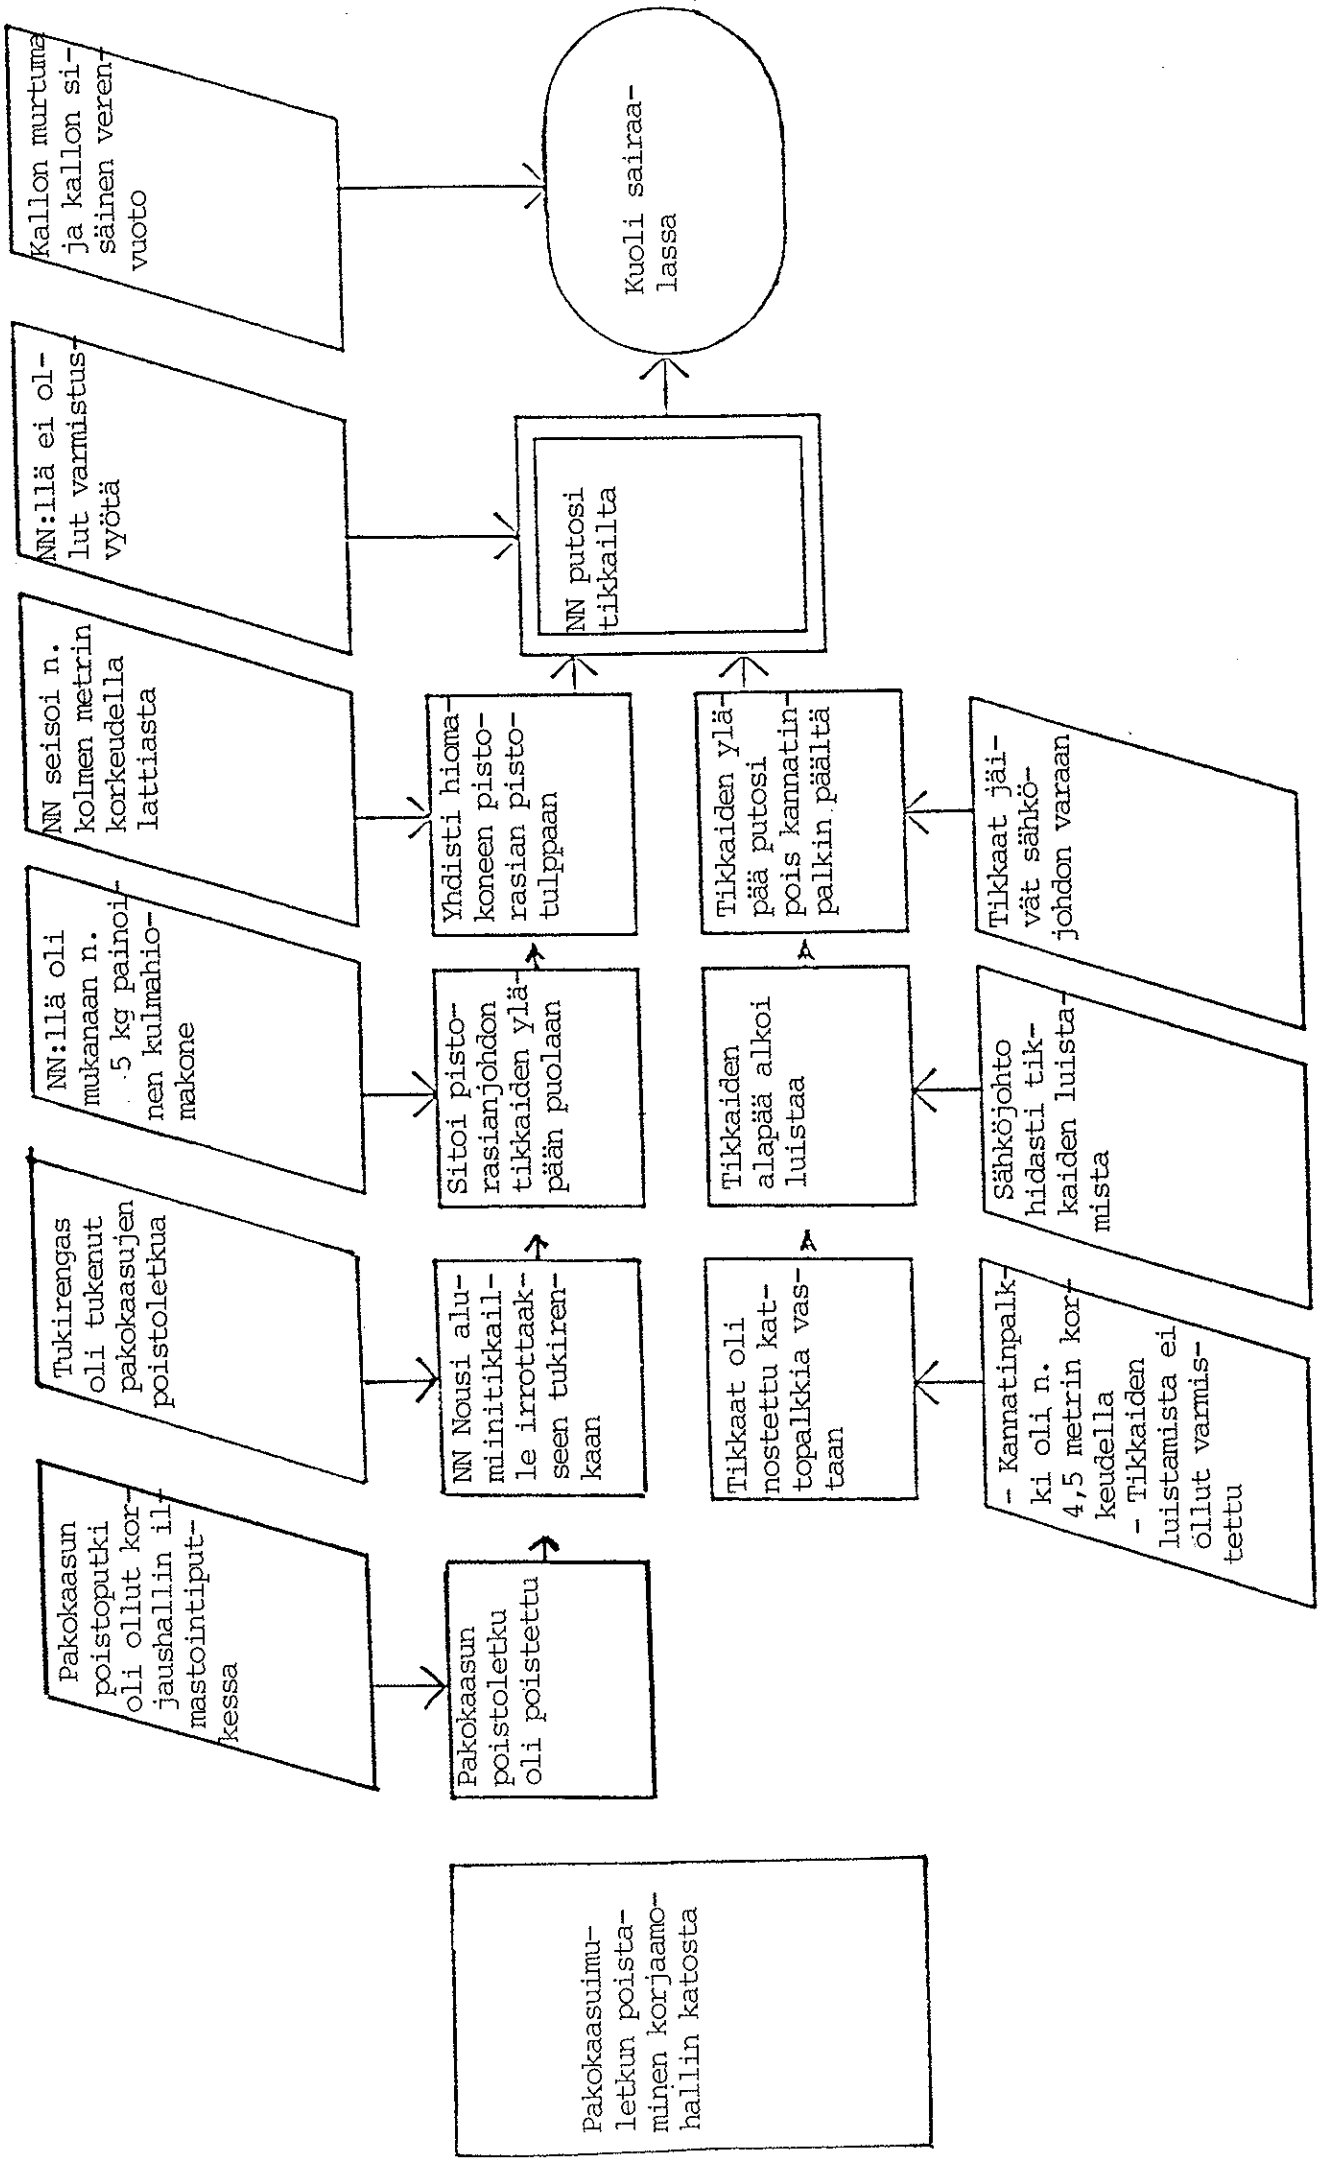 Pakokaasuimu-
letkun poista-
minen korjaamo-
hallin katosta
Pakokaasun
poistoputki
oli ollut kor-
jaushallin il-
mastointiput-
kessa
Tukirengas
oli tukenut
pakokaasujen
poistoletkua
NN:llä oli
mukanaan n.
5 kg painoi-
nen kulmahio-
makone
NN seisoi n.
kolmen metrin
korkeudella
lattiasta
NN:llä ei ol-
lut varmistus-
vyötä
Kallon murtuma
ja kallon si-
säinen veren-
vuoto
Pakokaasun
poistoletku
oli poistettu
NN Nousi alu-
miinitikkail-
le irrottaak-
seen tukiren-
kaan
Sitoi pisto-
rasianjohdon
tikkaiden ylä-
pään puolaan
Yhdisti hioma-
koneen pisto-
rasian pisto-
tulppaan
NN putosi
tikkailta
Kuoli sairaa-
lassa
Tikkaat oli
nostettu kat-
topalkkia vas-
taan
Tikkaiden
alapää alkoi
luistaa
Tikkaiden ylä-
pää putosi
pois kannatin-
palkin päältä
- Kannatinpalk-
ki oli n.
4,5 metrin kor-
keudella
- Tikkaiden
luistamista ei
ollut varmis-
tettu
Sähköjohto
hidasti tik-
kaiden luista-
mista
Tikkaat jäi-
vät sähkö-
johdon varaan